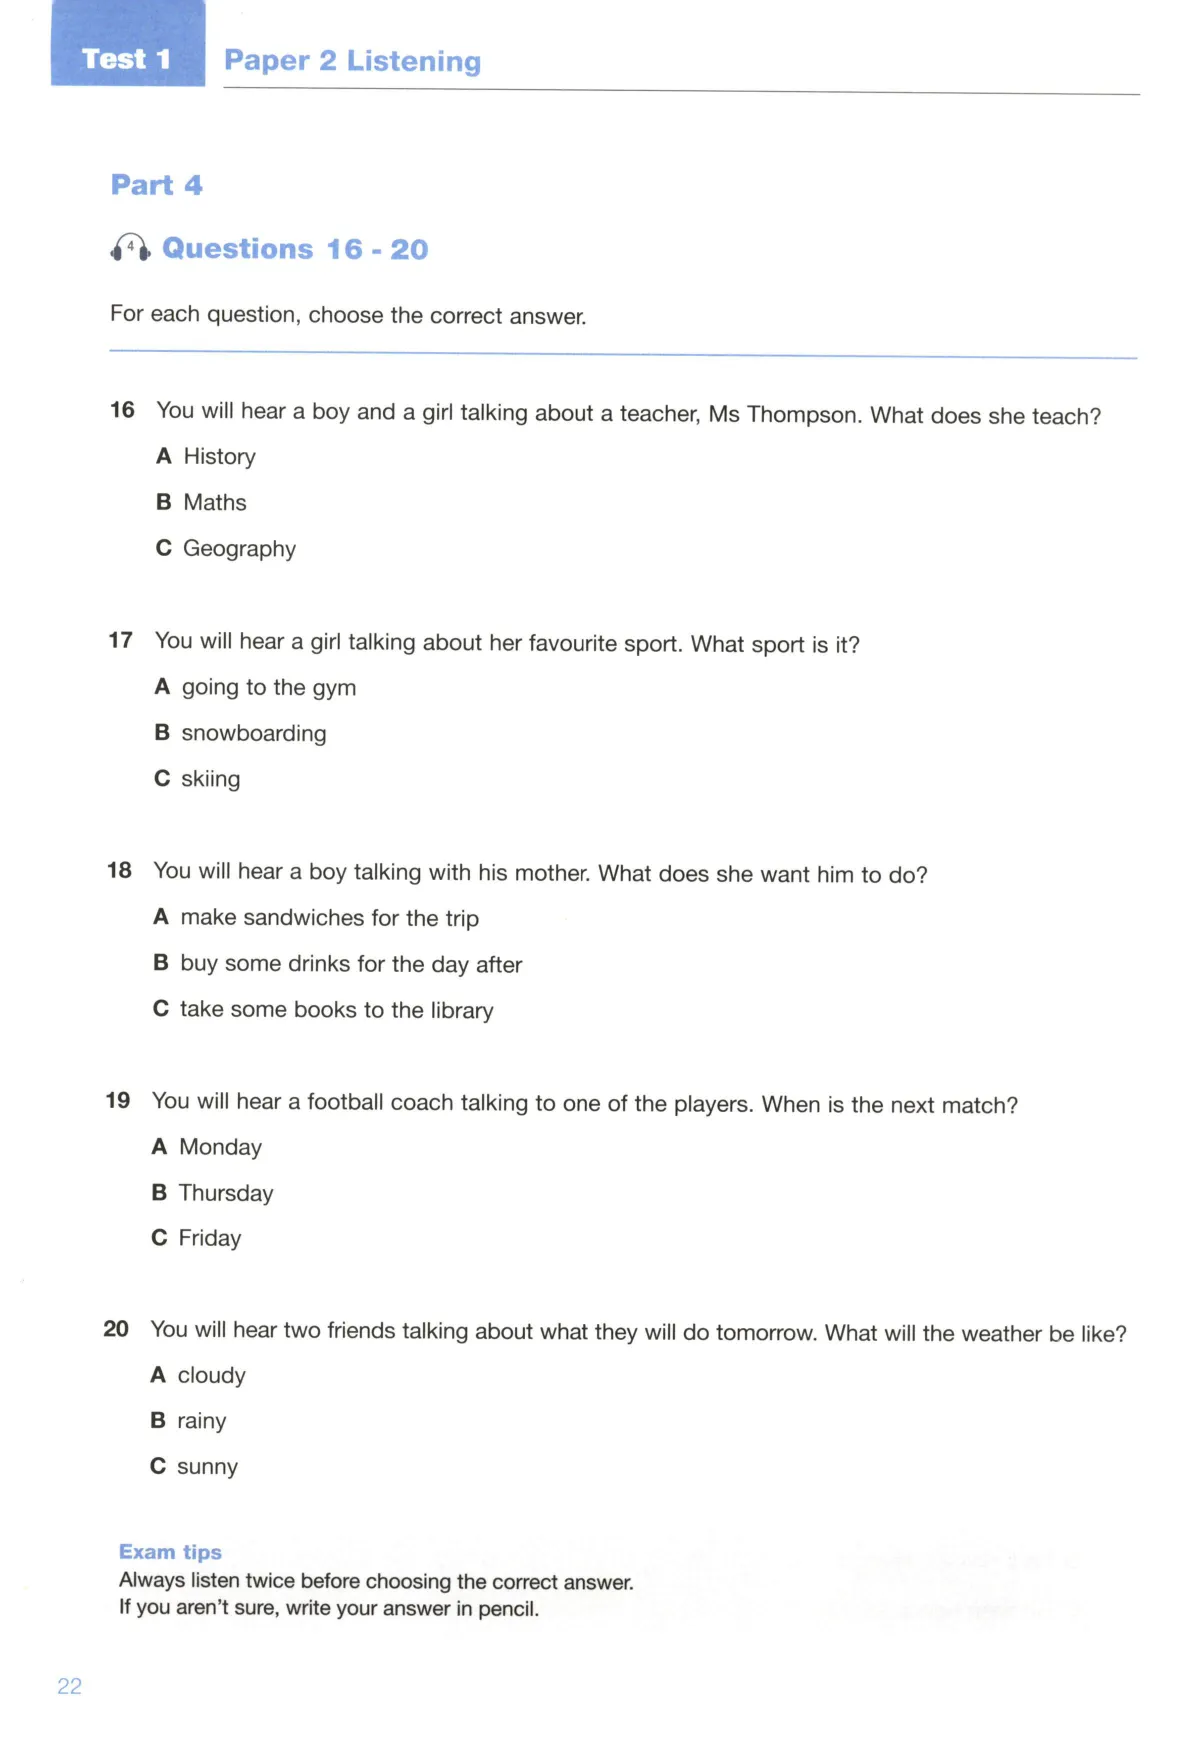 Test 1
Paper 2 Listening
Part 4
4 Questions 16 - 20
For each question, choose the correct answer.
16 You will hear a boy and a girl talking about a teacher, Ms Thompson. What does she teach?
A History
B Maths
C Geography
17 You will hear a girl talking about her favourite sport. What sport is it?
A going to the gym
B snowboarding
C skiing
18 You will hear a boy talking with his mother. What does she want him to do?
A make sandwiches for the trip
B buy some drinks for the day after
C take some books to the library
19 You will hear a football coach talking to one of the players. When is the next match?
A Monday
B Thursday
C Friday
20 You will hear two friends talking about what they will do tomorrow. What will the weather be like?
A cloudy
B rainy
C sunny
Exam tips
Always listen twice before choosing the correct answer.
If you aren't sure, write your answer in pencil.
22